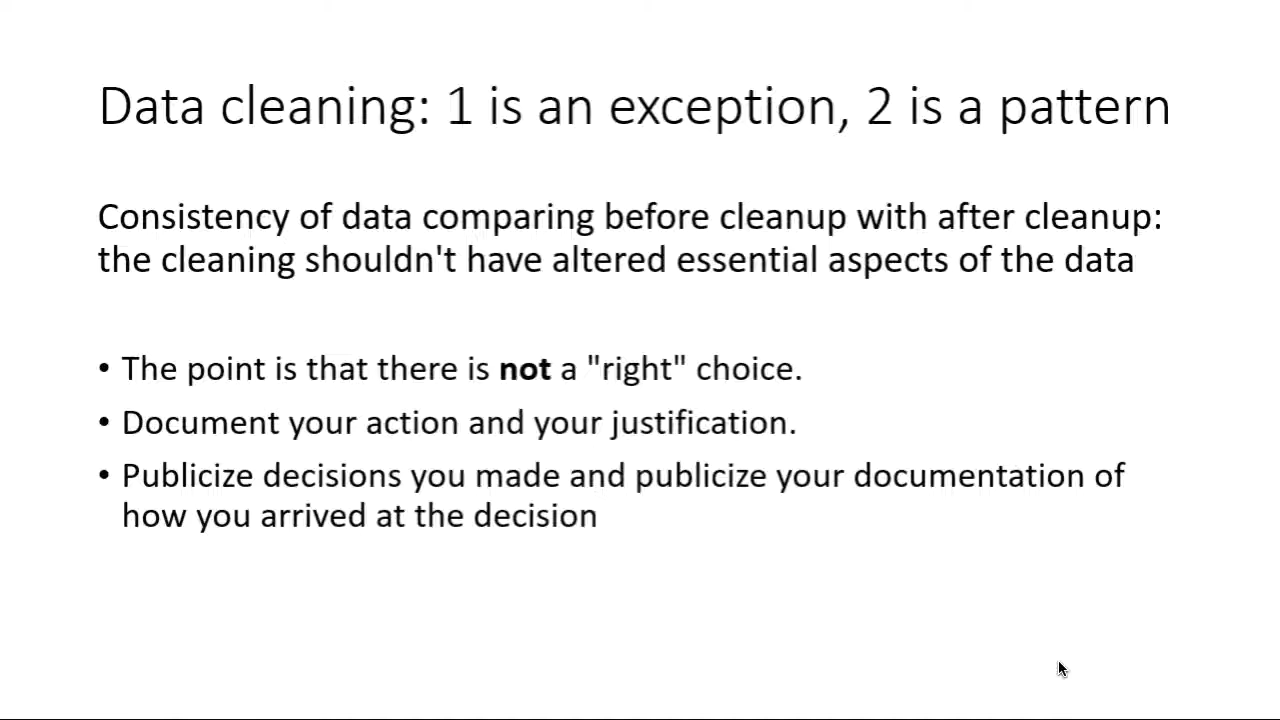 Data cleaning: 1 is an exception, 2 is a pattern
Consistency of data comparing before cleanup with after cleanup:
the cleaning shouldn't have altered essential aspects of the data
• The point is that there is not a "right" choice.
• Document your action and your justification.
• Publicize decisions you made and publicize your documentation of
how you arrived at the decision